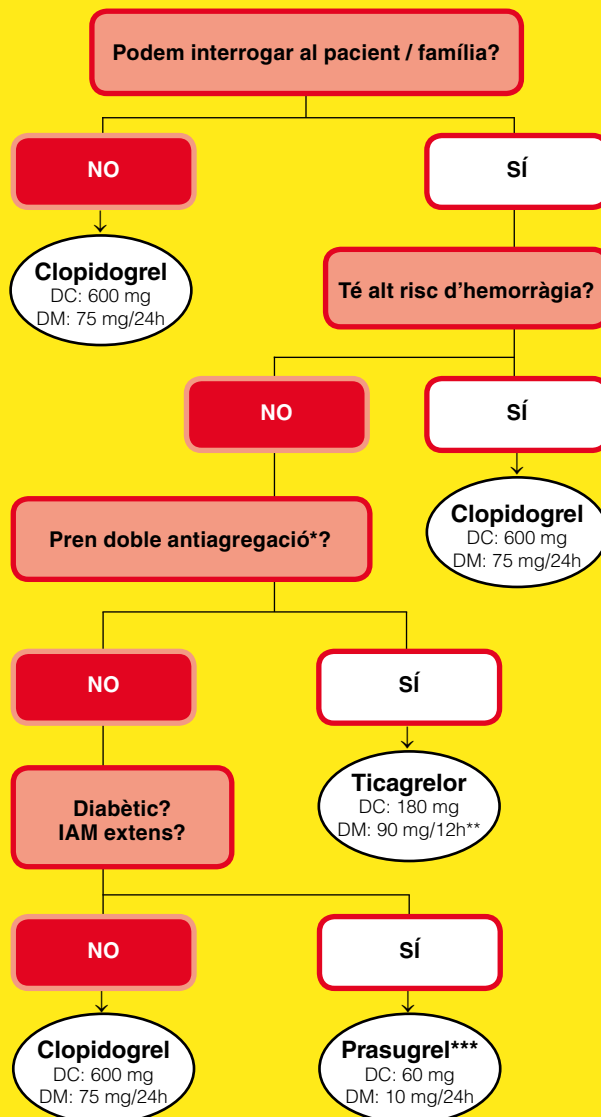 Podem interrogar al pacient / família?
NO
SÍ
Clopidogrel
DC: 600 mg
DM: 75 mg/24h
Té alt risc d’hemorràgia?
NO
SÍ
Clopidogrel
DC: 600 mg
DM: 75 mg/24h
Pren doble antiagregació*?
NO
SÍ
Ticagrelor
DC: 180 mg
DM: 90 mg/12h**
Diabètic?
IAM extens?
NO
SÍ
Clopidogrel
DC: 600 mg
DM: 75 mg/24h
Prasugrel***
DC: 60 mg
DM: 10 mg/24h